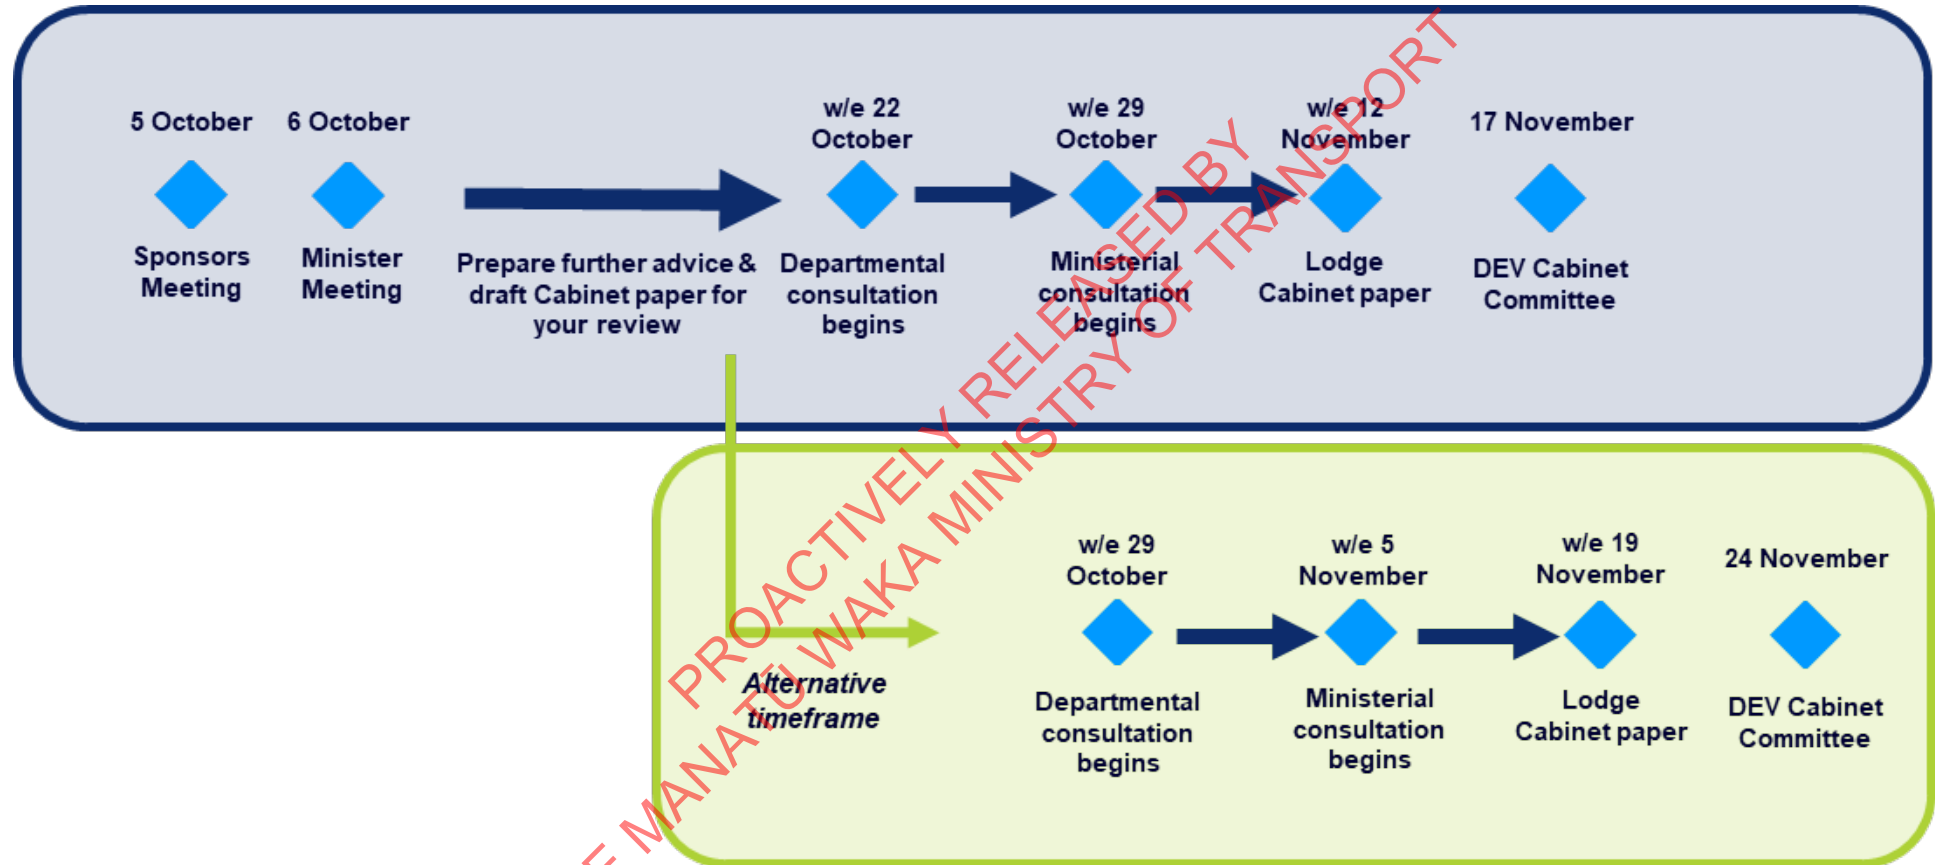 5 October
6 October
w/e 22
October
w/e 29
October
w/e 12
November
17 November
Sponsors
Meeting
Minister
Meeting
Prepare further advice &
draft Cabinet paper for
your review
Departmental
consultation
begins
Ministerial
consultation
begins
Lodge
Cabinet paper
DEV Cabinet
Committee
Alternative
timeframe
w/e 29
October
w/e 5
November
w/e 19
November
24 November
Departmental
consultation
begins
Ministerial
consultation
begins
Lodge
Cabinet paper
DEV Cabinet
Committee
PROACTIVELY RELEASED BY
MANATŪ WAKA MINISTRY OF TRANSPORT